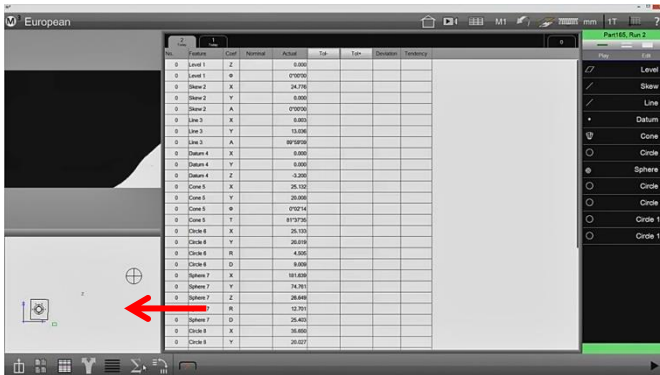 M³ European
M1
mm
1T
?
2
Today
1
Today
0
Part165, Run 2
No. Feature Coef Nominal Actual Tol- Tol+ Deviation Tendency
Play Edit
0 Level 1 Z 0.000
0 Level 1 Φ 0°00'00
0 Skew 2 X 24.776
0 Skew 2 Y 0.000
0 Skew 2 A 0°00'00
0 Line 3 X 0.003
0 Line 3 Y 13.036
0 Line 3 A 89°59'09
0 Datum 4 X 0.000
0 Datum 4 Y 0.000
0 Datum 4 Z -3.200
0 Cone 5 X 25.132
0 Cone 5 Y 20.008
0 Cone 5 Φ 0°02'14
0 Cone 5 T 81°37'35
0 Circle 6 X 25.133
0 Circle 6 Y 20.019
0 Circle 6 R 4.505
0 Circle 6 D 9.009
0 Sphere 7 X 181.639
0 Sphere 7 Y 74.761
0 Sphere 7 Z 26.649
7 R 12.701
0 Sphere 7 D 25.403
0 Circle 8 X 35.650
0 Circle 8 Y 20.027
Level
Skew
Line
Datum
Cone
Circle
Sphere
Circle
Circle
Circle 1
Circle 1